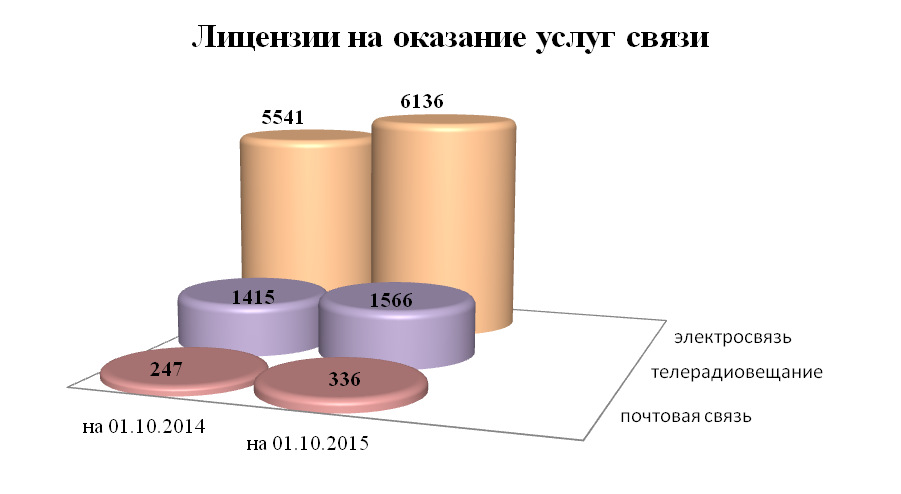 Лицензии на оказание услуг связи
5541
6136
1415
1566
247
336
электросвязь
телерадиовещание
почтовая связь
на 01.10.2014
на 01.10.2015